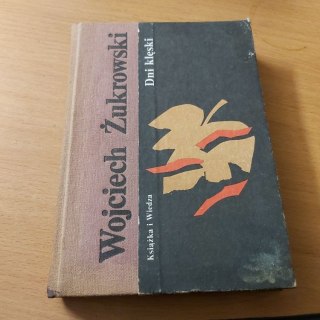 Wojciech Żukrowski
Dni klęski
Książka i Wiedza